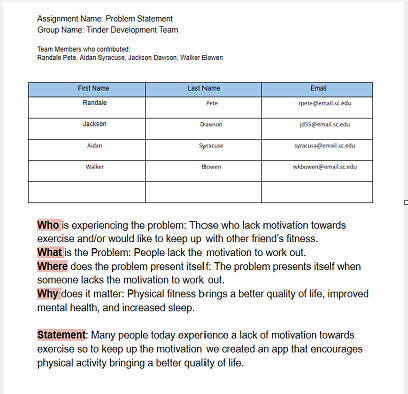 Assignment Name: Problem Statement
Group Name: Tinder Development Team
Team Members who contributed:
Randale Pete, Aidan Syracuse, Jackson Dawson, Walker Bowen
First Name Last Name Email
Randale Pete rpete@email.sc.edu
Jackson Dawson jd55@email.sc.edu
Aidan Syracuse syracusa@email.sc.edu
Walker Bowen wkbowen@email.sc.edu
Who is experiencing the problem: Those who lack motivation towards
exercise and/or would like to keep up with other friend's fitness.
What is the Problem: People lack the motivation to work out.
Where does the problem present itself: The problem presents itself when
someone lacks the motivation to work out.
Why does it matter: Physical fitness brings a better quality of life, improved
mental health, and increased sleep.
Statement: Many people today experience a lack of motivation towards
exercise so to keep up the motivation we created an app that encourages
physical activity bringing a better quality of life.